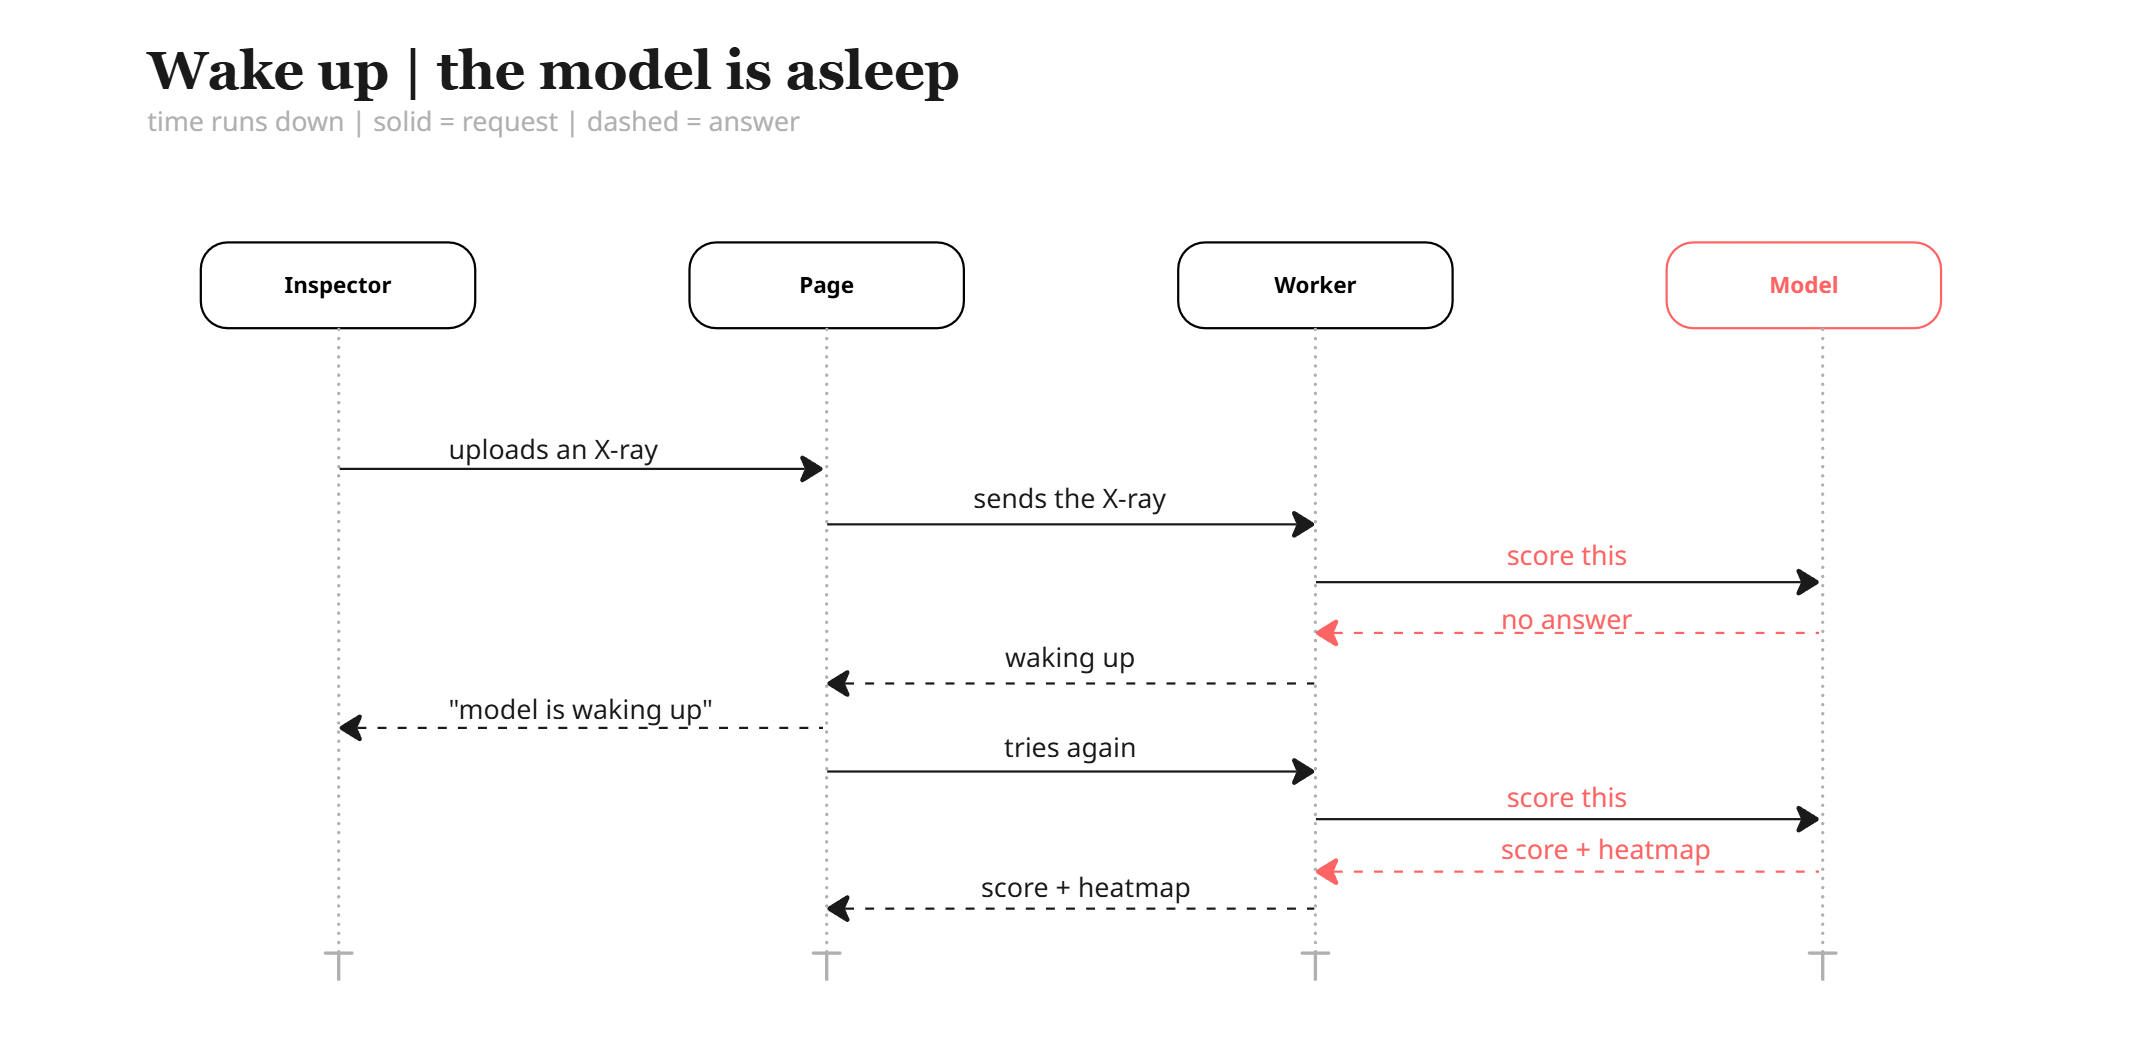 Wake up | the model is asleep
time runs down | solid = request | dashed = answer
Inspector
Page
Worker
Model
uploads an X-ray
sends the X-ray
score this
no answer
waking up
"model is waking up"
tries again
score this
score + heatmap
score + heatmap